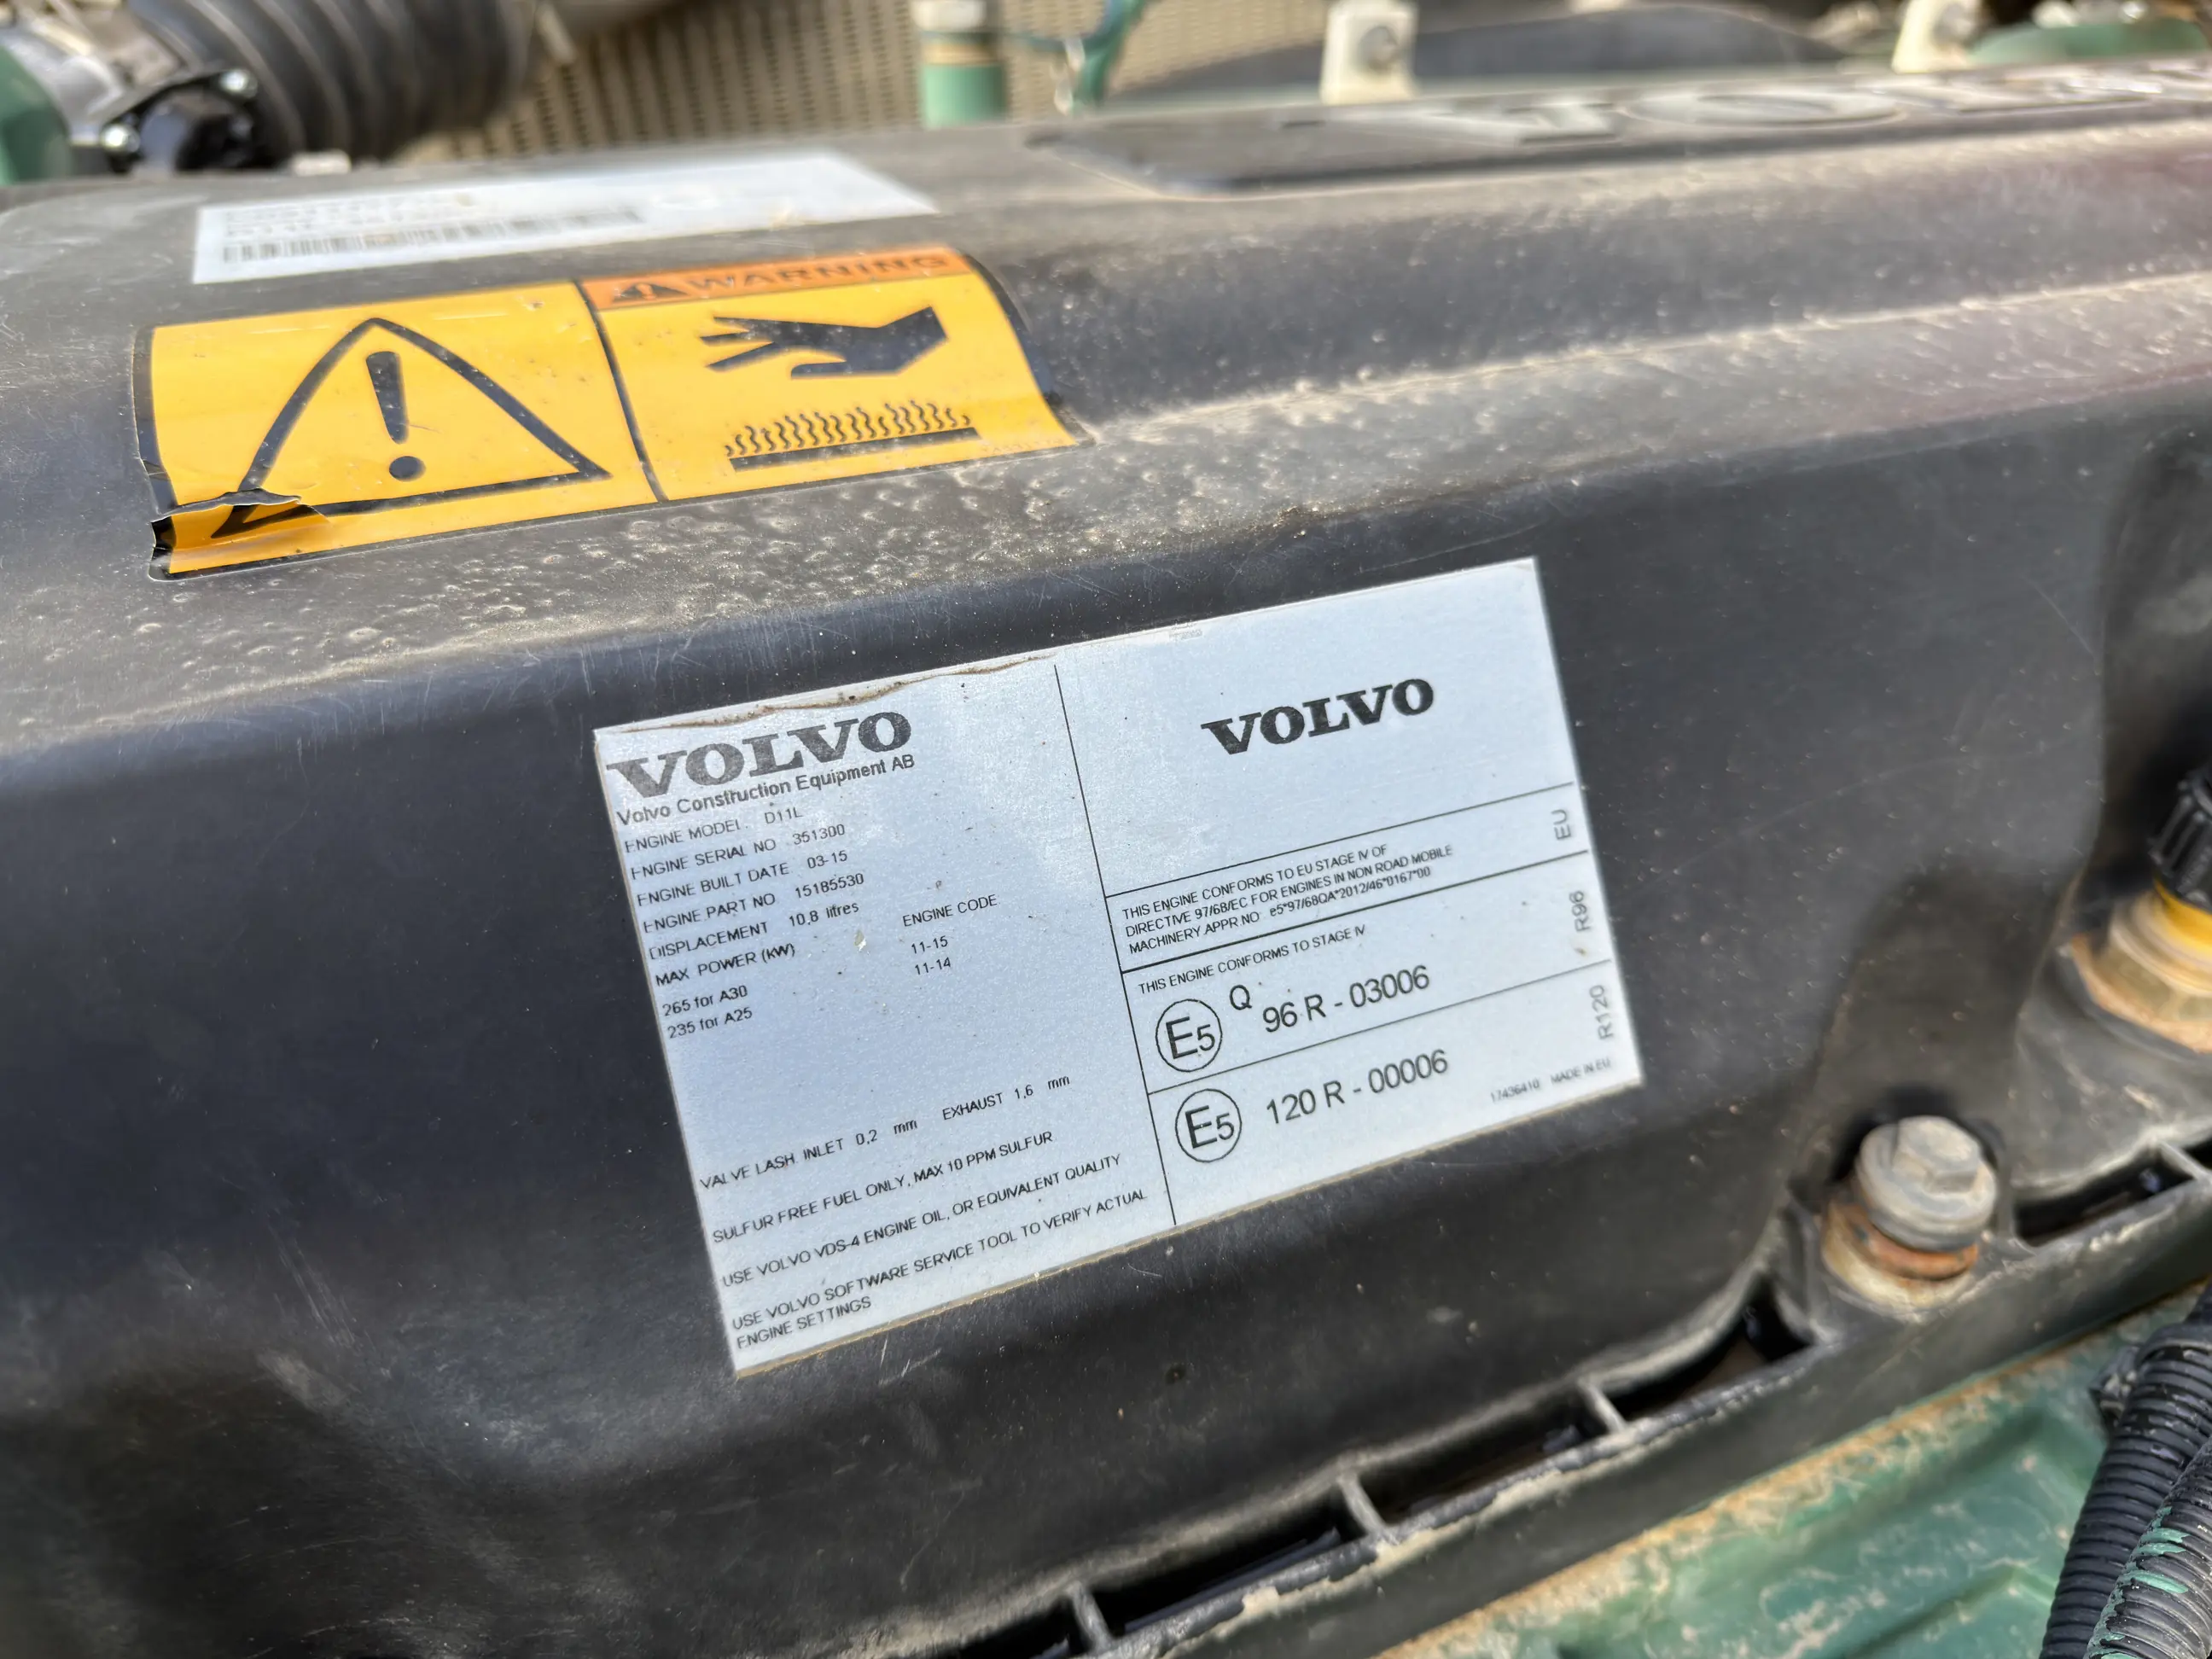 WARNING
VOLVO
Volvo Construction Equipment AB
ENGINE MODEL D11L
ENGINE SERIAL NO 351300
ENGINE BUILT DATE 03-15
ENGINE PART NO 15185530
DISPLACEMENT 10,8 litres
MAX POWER (kW) ENGINE CODE
265 for A30 11-15
235 for A25 11-14
VALVE LASH INLET 0,2 mm EXHAUST 1,6 mm
SULFUR FREE FUEL ONLY, MAX 10 PPM SULFUR
USE VOLVO VDS-4 ENGINE OIL, OR EQUIVALENT QUALITY
USE VOLVO SOFTWARE SERVICE TOOL TO VERIFY ACTUAL
ENGINE SETTINGS
VOLVO
EU
THIS ENGINE CONFORMS TO EU STAGE IV OF
DIRECTIVE 97/68/EC FOR ENGINES IN NON ROAD MOBILE
MACHINERY APPR NO e5*97/68QA*2012/46*0167*00
R96
THIS ENGINE CONFORMS TO STAGE IV
E5 Q 96 R - 03006
R120
E5 120 R - 00006
17436410 MADE IN EU